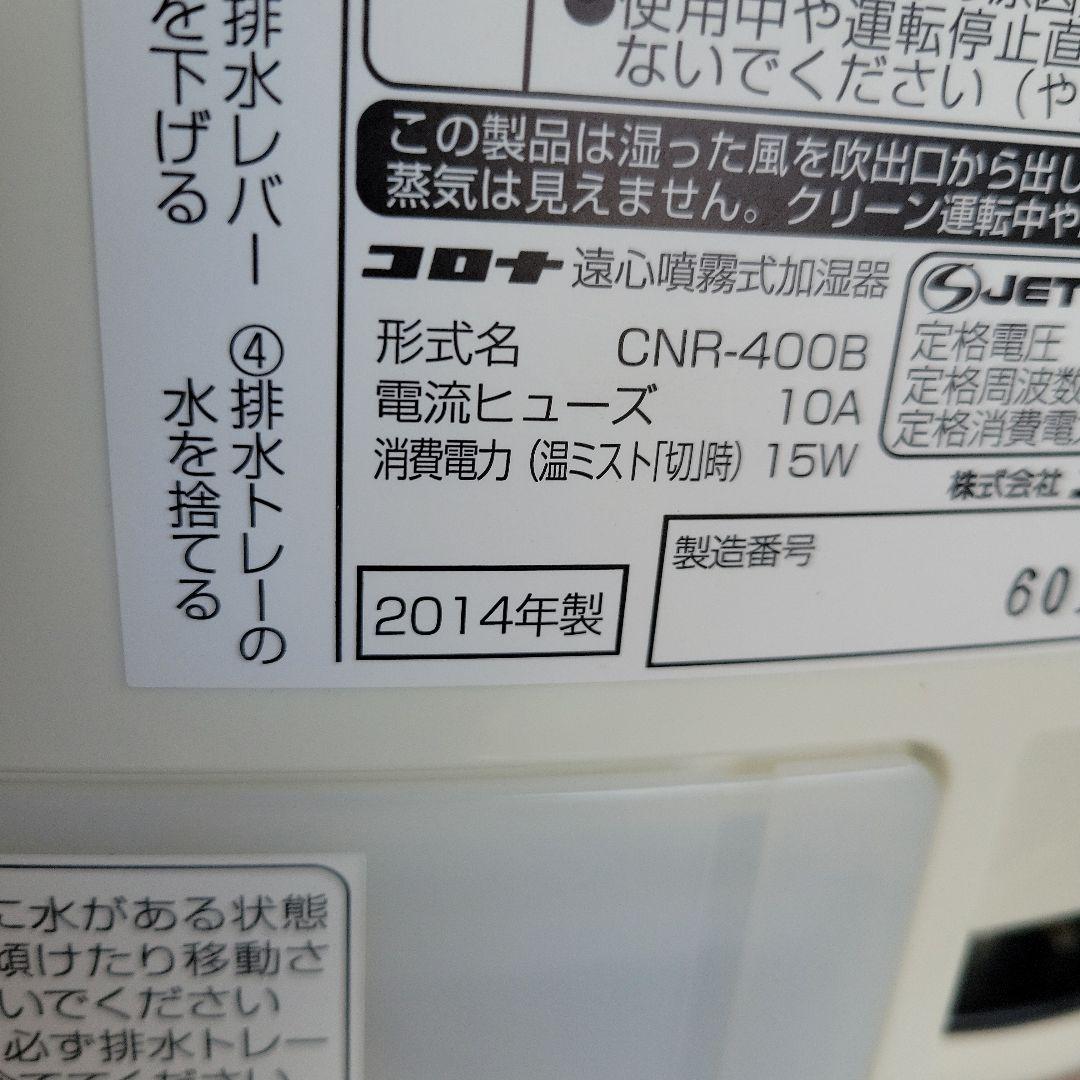 排水レバー
を下げる
④排水トレーの
水を捨てる
使用中や運転停止直
ないでください（や
この製品は湿った風を吹出口から出し
蒸気は見えません。クリーン運転中や
コロナ 遠心噴霧式加湿器
形式名 CNR-400B
電流ヒューズ 10A
消費電力（温ミスト「切」時） 15W
JET
定格電圧
定格周波数
定格消費電
株式会社
2014年製
製造番号
60
に水がある状態
傾けたり移動さ
いでください
必ず排水トレー